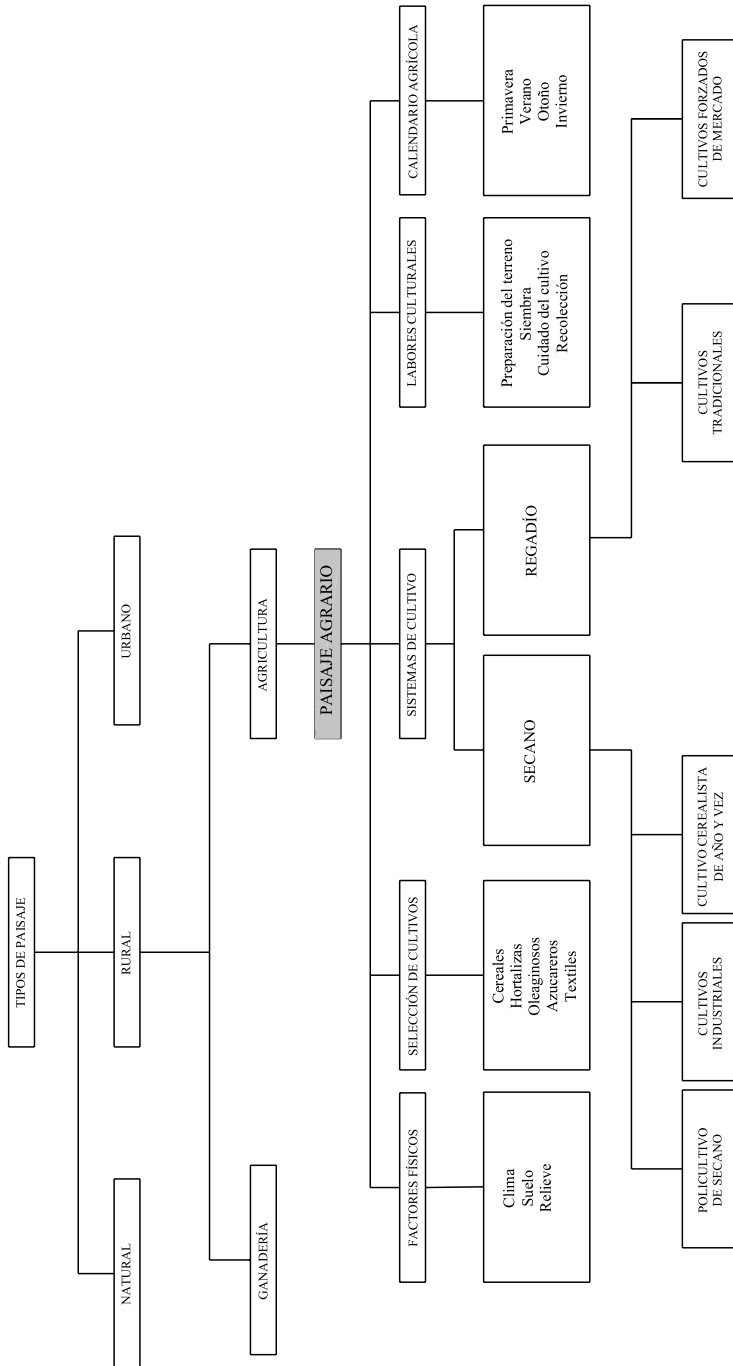 TIPOS DE PAISAJE
NATURAL
RURAL
URBANO
GANADERÍA
AGRICULTURA
PAISAJE AGRARIO
FACTORES FÍSICOS
SELECCIÓN DE CULTIVOS
SISTEMAS DE CULTIVO
LABORES CULTURALES
CALENDARIO AGRÍCOLA
Clima
Suelo
Relieve
Cereales
Hortalizas
Oleaginosos
Azucareros
Textiles
SECANO
REGADÍO
Preparación del terreno
Siembra
Cuidado del cultivo
Recolección
Primavera
Verano
Otoño
Invierno
POLICULTIVO
DE SECANO
CULTIVOS
INDUSTRIALES
CULTIVO CEREALISTA
DE AÑO Y VEZ
CULTIVOS
TRADICIONALES
CULTIVOS FORZADOS
DE MERCADO